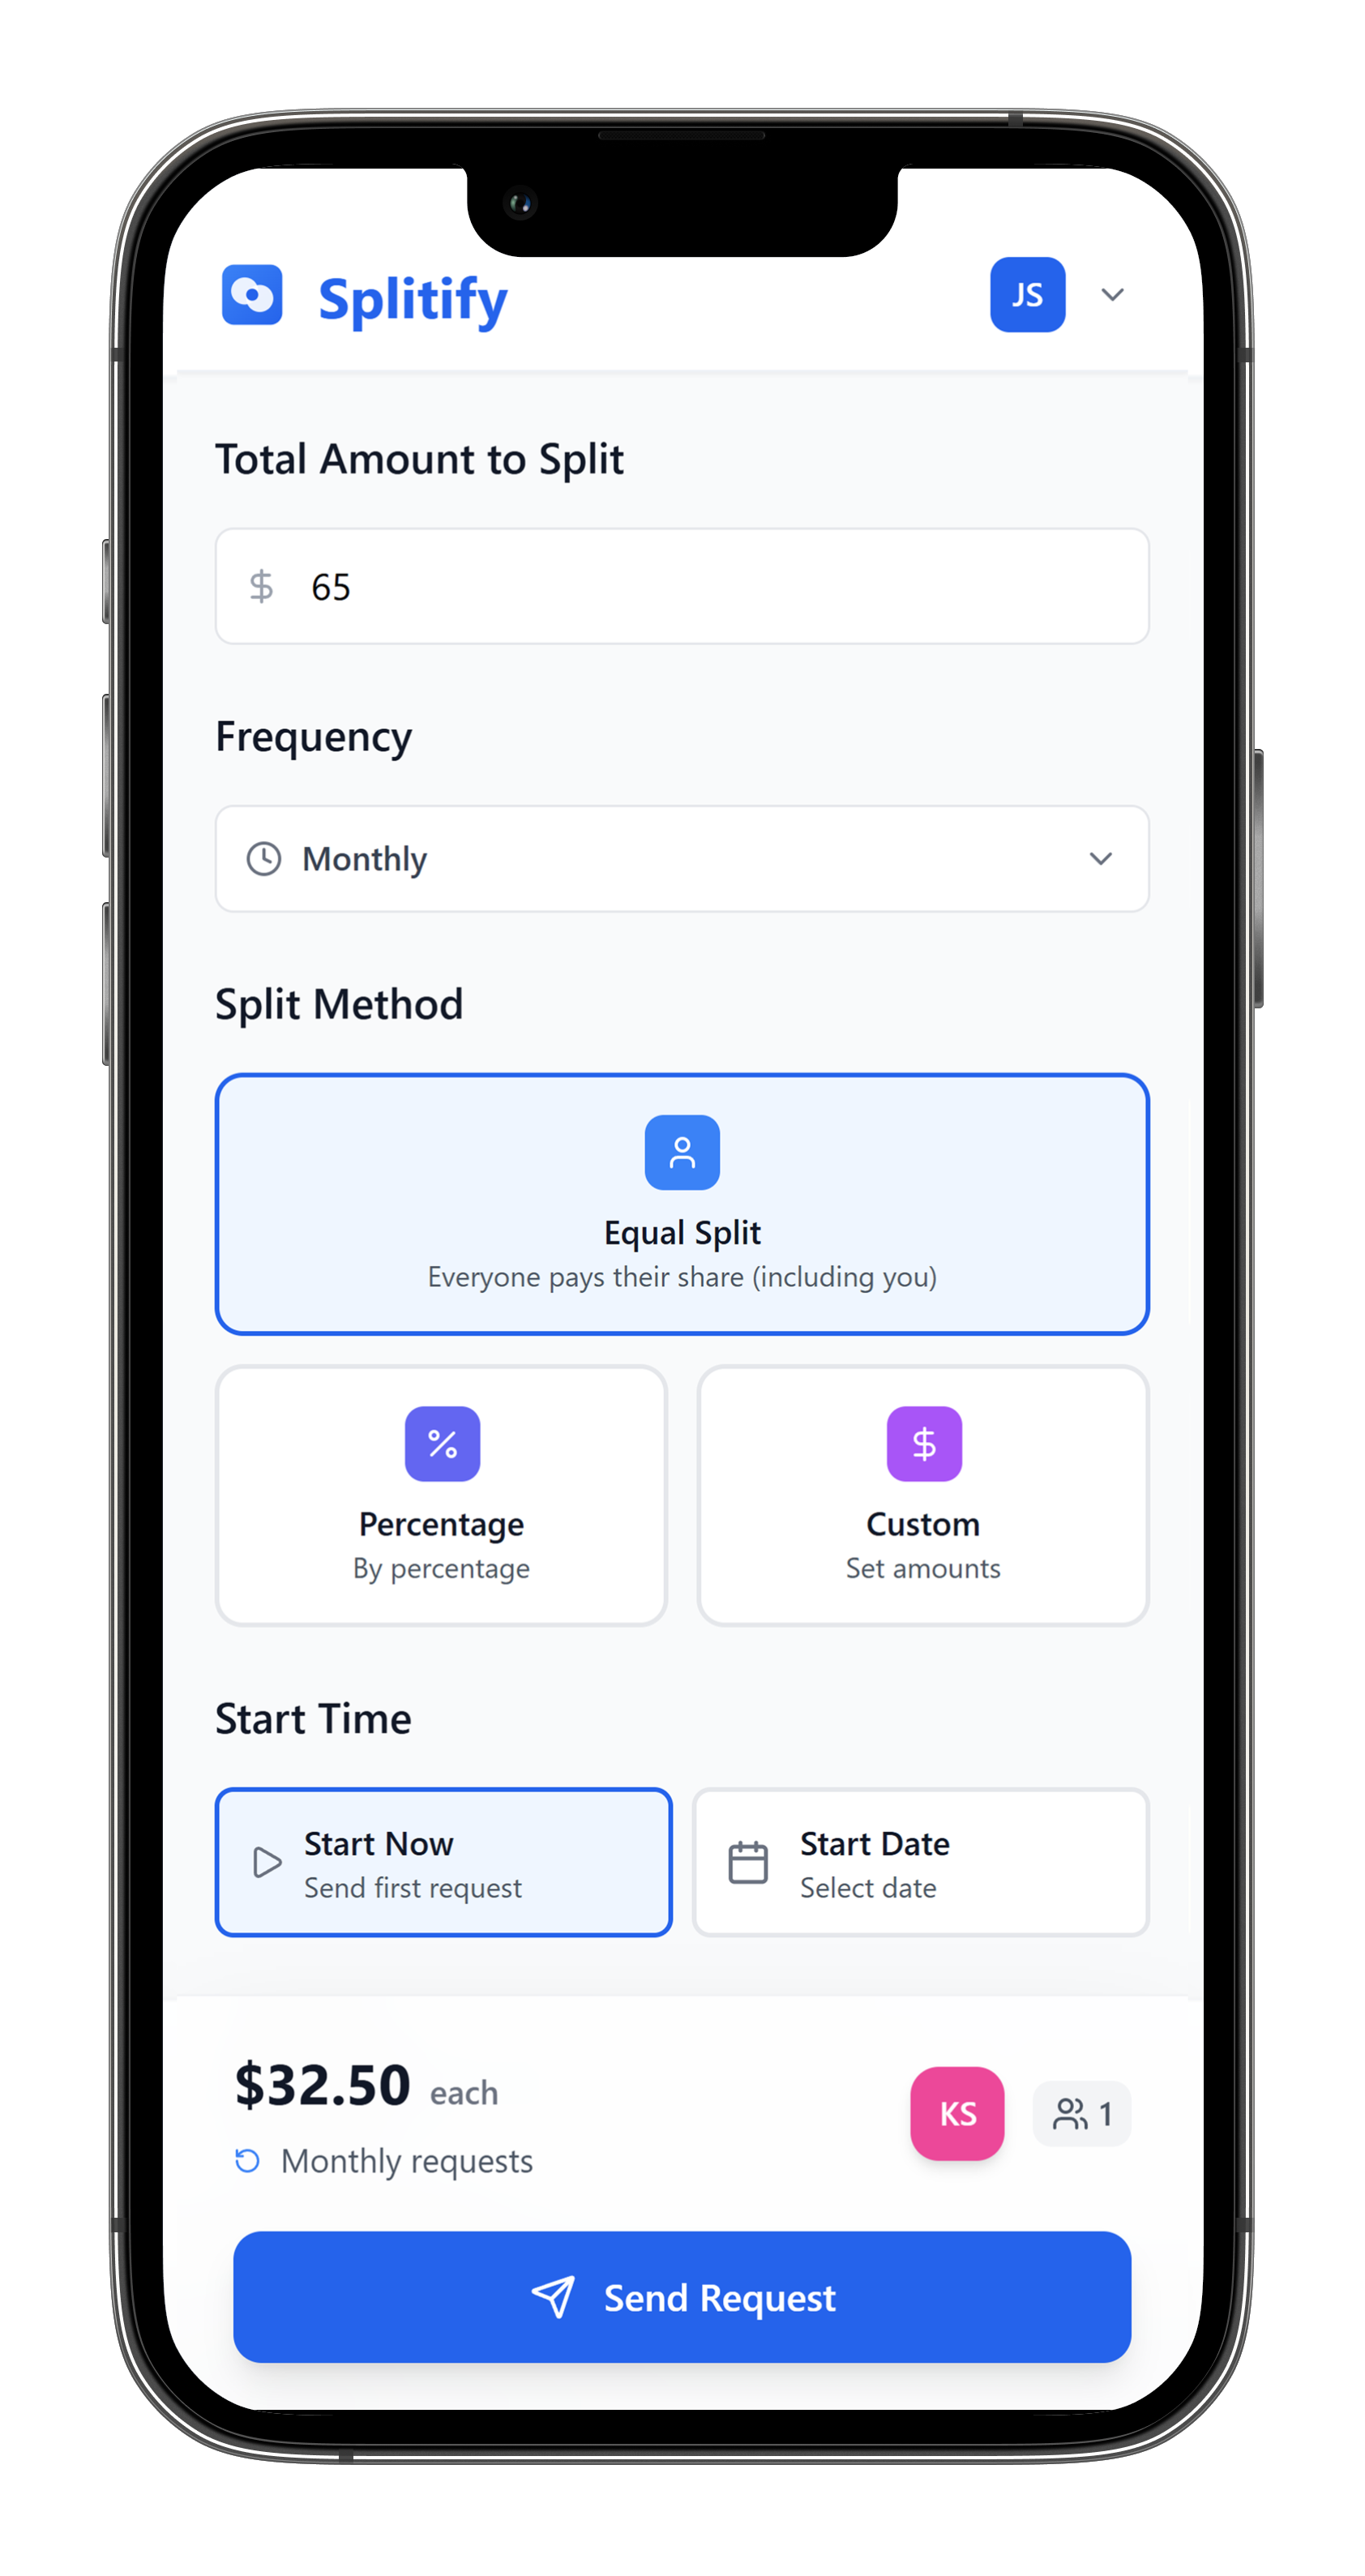 Splitify
JS
Total Amount to Split
$ 65
Frequency
Monthly
Split Method
Equal Split
Everyone pays their share (including you)
%
Percentage
By percentage
$
Custom
Set amounts
Start Time
Start Now
Send first request
Start Date
Select date
$32.50 each
KS
1
Monthly requests
Send Request